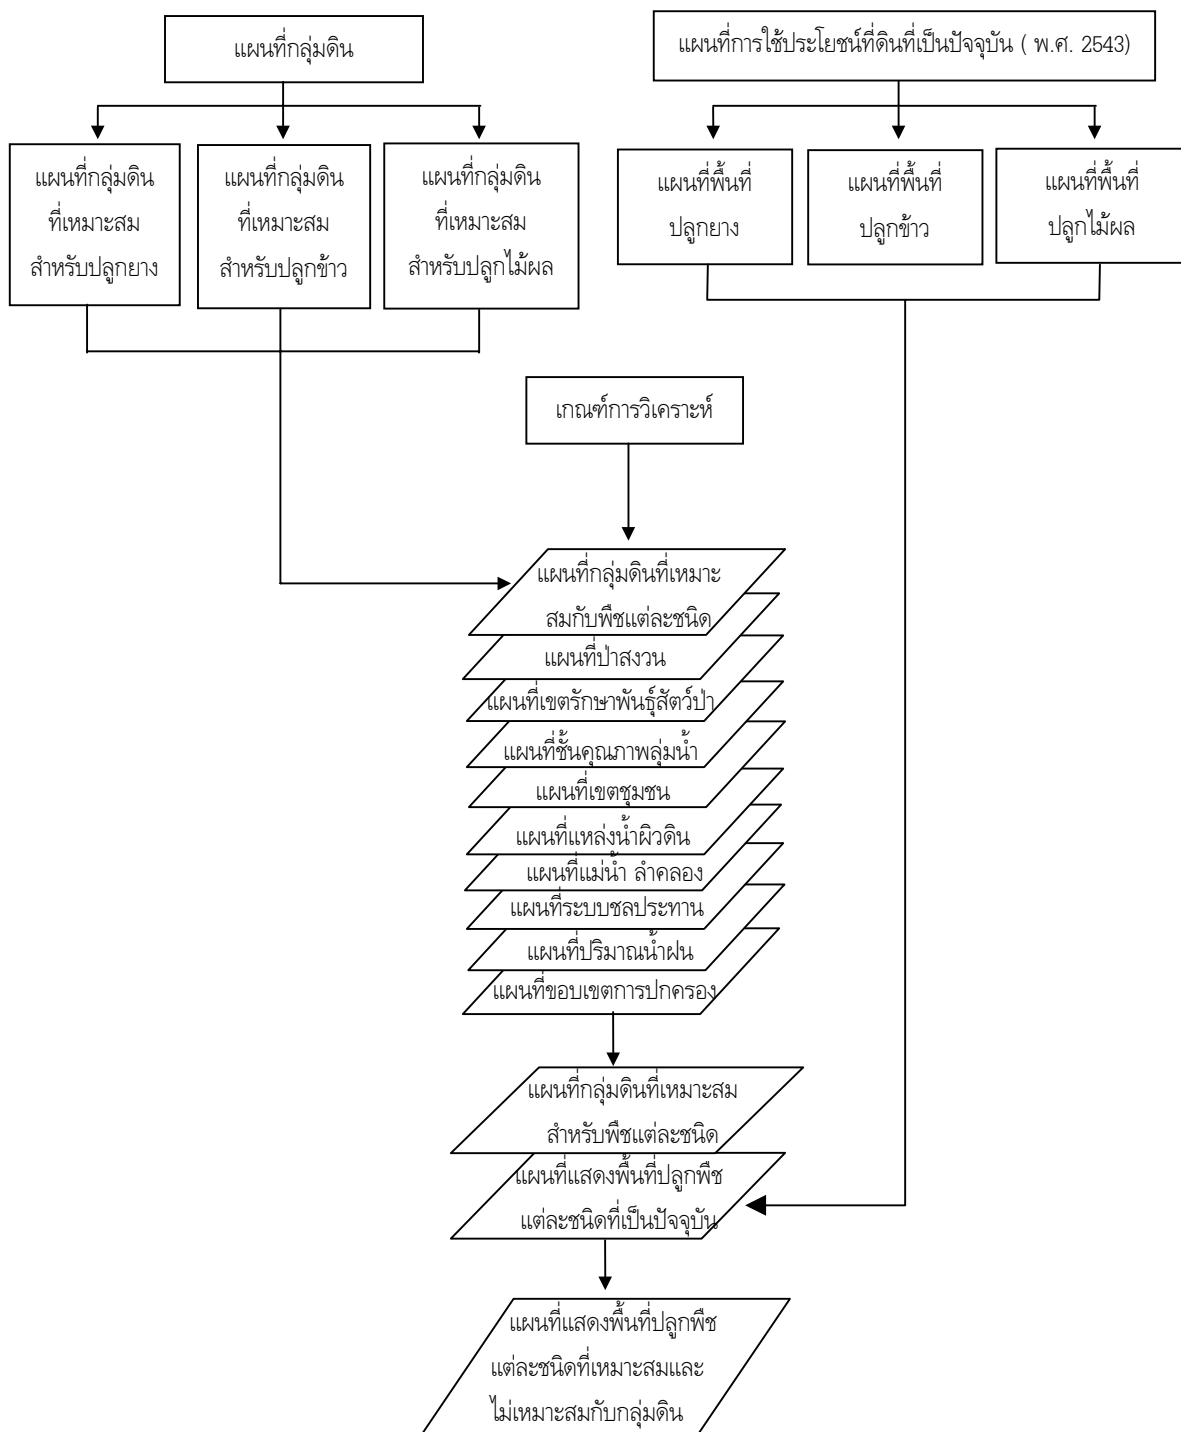 แผนที่กลุ่มดิน
แผนที่การใช้ประโยชน์ที่ดินที่เป็นปัจจุบัน ( พ.ศ. 2543)
แผนที่กลุ่มดิน
ที่เหมาะสม
สำหรับปลูกยาง
แผนที่กลุ่มดิน
ที่เหมาะสม
สำหรับปลูกข้าว
แผนที่กลุ่มดิน
ที่เหมาะสม
สำหรับปลูกไม้ผล
แผนที่พื้นที่
ปลูกยาง
แผนที่พื้นที่
ปลูกข้าว
แผนที่พื้นที่
ปลูกไม้ผล
เกณฑ์การวิเคราะห์
แผนที่กลุ่มดินที่เหมาะ
สมกับพืชแต่ละชนิด
แผนที่ป่าสงวน
แผนที่เขตรักษาพันธุ์สัตว์ป่า
แผนที่ชั้นคุณภาพลุ่มน้ำ
แผนที่เขตชุมชน
แผนที่แหล่งน้ำผิวดิน
แผนที่แม่น้ำ ลำคลอง
แผนที่ระบบชลประทาน
แผนที่ปริมาณน้ำฝน
แผนที่ขอบเขตการปกครอง
แผนที่กลุ่มดินที่เหมาะสม
สำหรับพืชแต่ละชนิด
แผนที่แสดงพื้นที่ปลูกพืช
แต่ละชนิดที่เป็นปัจจุบัน
แผนที่แสดงพื้นที่ปลูกพืช
แต่ละชนิดที่เหมาะสมและ
ไม่เหมาะสมกับกลุ่มดิน